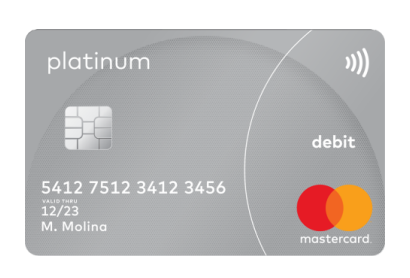 platinum
debit
5412 7512 3412 3456
VALID THRU
12/23
M. Molina
mastercard.